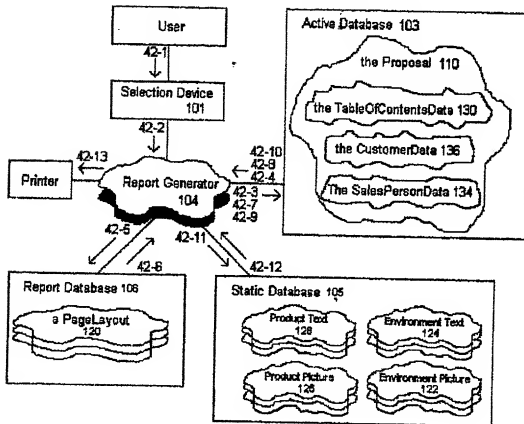 User
42-1
Selection Device
101
42-2
42-13
Printer
Report Generator
104
42-10
42-8
42-4
42-3
42-7
42-9
Active Database 103
the Proposal 110
the TableOfContentsData 130
the CustomerData 136
The SalesPersonData 134
42-5
42-6
42-11
42-12
Report Database 106
a PageLayout
120
Static Database 105
Product Text
128
Environment Text
124
Product Picture
126
Environment Picture
122